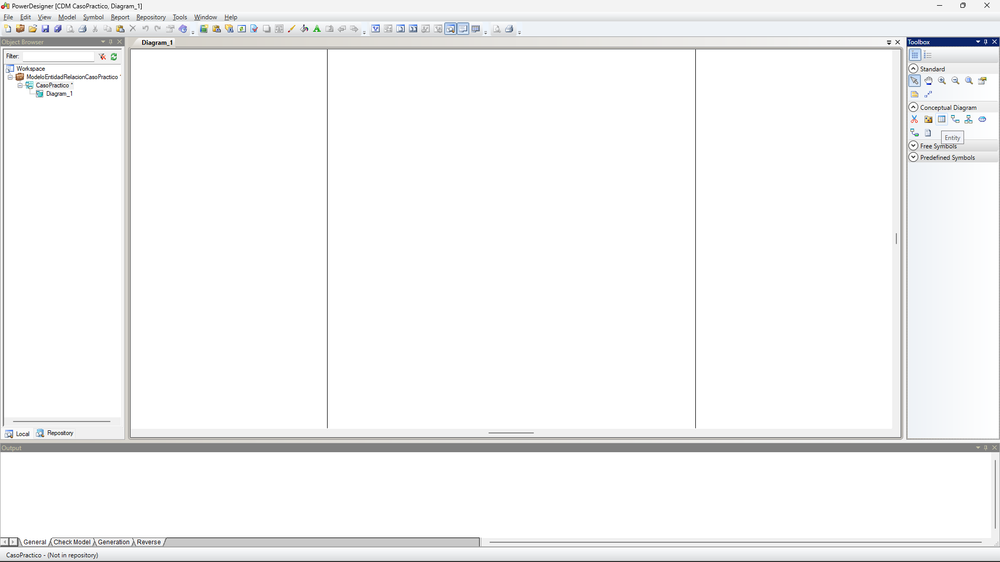 PowerDesigner [CDM CasoPractico, Diagram_1]
File Edit View Model Symbol Report Repository Tools Window Help
Object Browser
Filter:
Workspace
ModeloEntidadRelacionCasoPractico *
CasoPractico *
Diagram_1
Local Repository
Diagram_1
Toolbox
Standard
Conceptual Diagram
Entity
Free Symbols
Predefined Symbols
Output
General Check Model Generation Reverse
CasoPractico - (Not in repository)